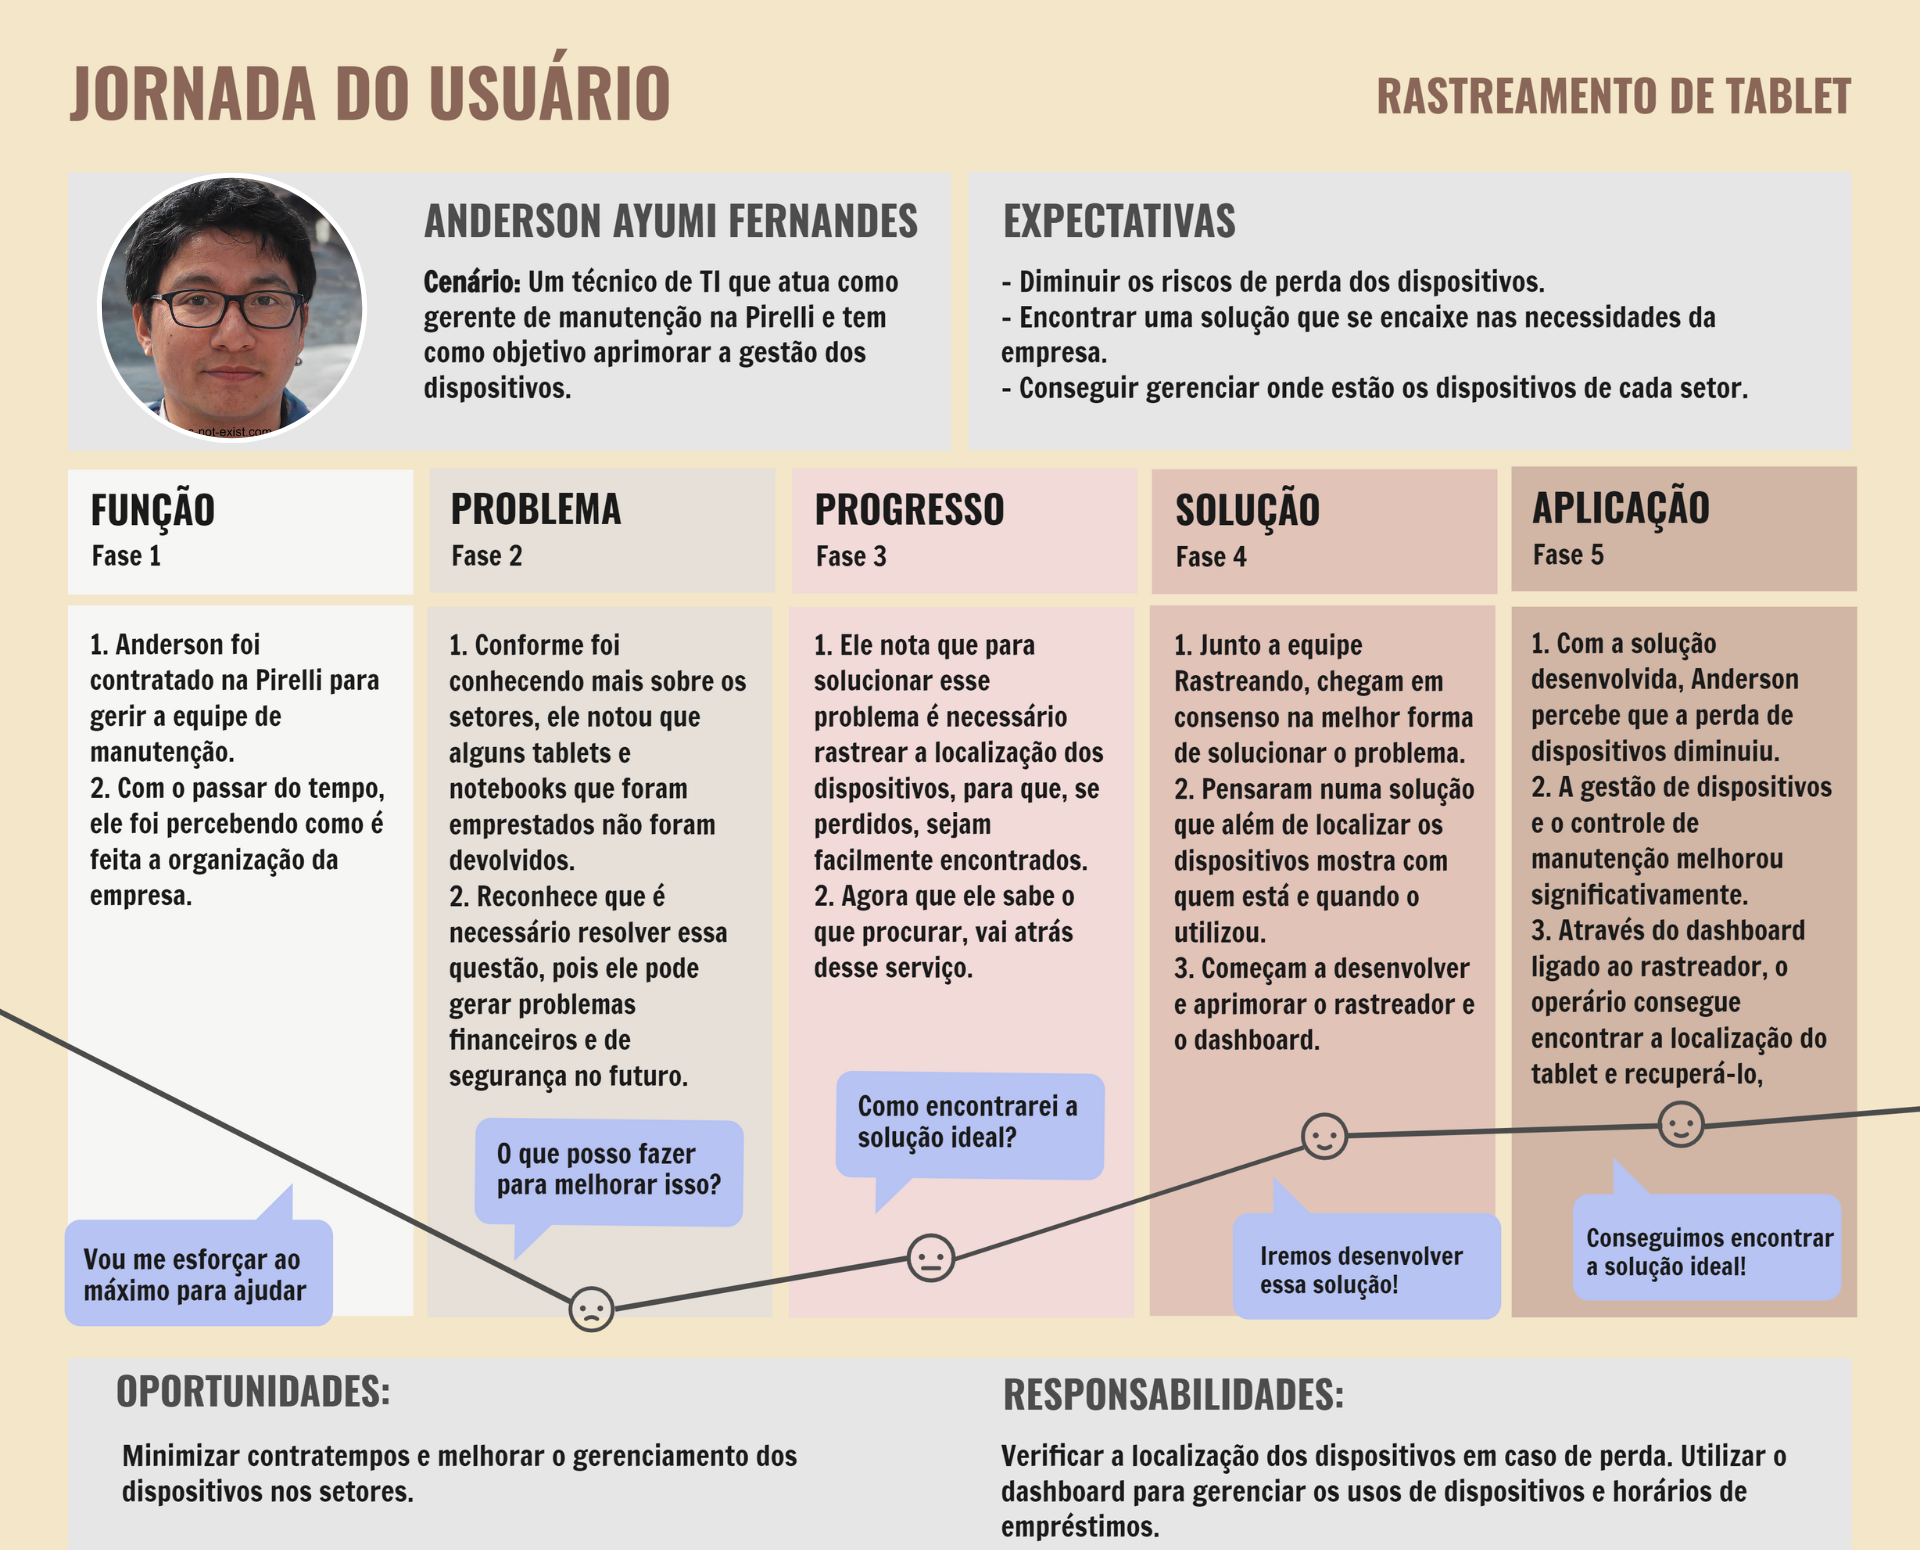 JORNADA DO USUÁRIO
RASTREAMENTO DE TABLET
ANDERSON AYUMI FERNANDES
Cenário: Um técnico de TI que atua como
gerente de manutenção na Pirelli e tem
como objetivo aprimorar a gestão dos
dispositivos.
-not-exist.com
EXPECTATIVAS
- Diminuir os riscos de perda dos dispositivos.
- Encontrar uma solução que se encaixe nas necessidades da
empresa.
- Conseguir gerenciar onde estão os dispositivos de cada setor.
FUNÇÃO
Fase 1
1. Anderson foi
contratado na Pirelli para
gerir a equipe de
manutenção.
2. Com o passar do tempo,
ele foi percebendo como é
feita a organização da
empresa.
Vou me esforçar ao
máximo para ajudar
PROBLEMA
Fase 2
1. Conforme foi
conhecendo mais sobre os
setores, ele notou que
alguns tablets e
notebooks que foram
emprestados não foram
devolvidos.
2. Reconhece que é
necessário resolver essa
questão, pois ele pode
gerar problemas
financeiros e de
segurança no futuro.
O que posso fazer
para melhorar isso?
PROGRESSO
Fase 3
1. Ele nota que para
solucionar esse
problema é necessário
rastrear a localização dos
dispositivos, para que, se
perdidos, sejam
facilmente encontrados.
2. Agora que ele sabe o
que procurar, vai atrás
desse serviço.
Como encontrarei a
solução ideal?
SOLUÇÃO
Fase 4
1. Junto a equipe
Rastreando, chegam em
consenso na melhor forma
de solucionar o problema.
2. Pensaram numa solução
que além de localizar os
dispositivos mostra com
quem está e quando o
utilizou.
3. Começam a desenvolver
e aprimorar o rastreador e
o dashboard.
Iremos desenvolver
essa solução!
APLICAÇÃO
Fase 5
1. Com a solução
desenvolvida, Anderson
percebe que a perda de
dispositivos diminuiu.
2. A gestão de dispositivos
e o controle de
manutenção melhorou
significativamente.
3. Através do dashboard
ligado ao rastreador, o
operário consegue
encontrar a localização do
tablet e recuperá-lo,
Conseguimos encontrar
a solução ideal!
OPORTUNIDADES:
Minimizar contratempos e melhorar o gerenciamento dos
dispositivos nos setores.
RESPONSABILIDADES:
Verificar a localização dos dispositivos em caso de perda. Utilizar o
dashboard para gerenciar os usos de dispositivos e horários de
empréstimos.